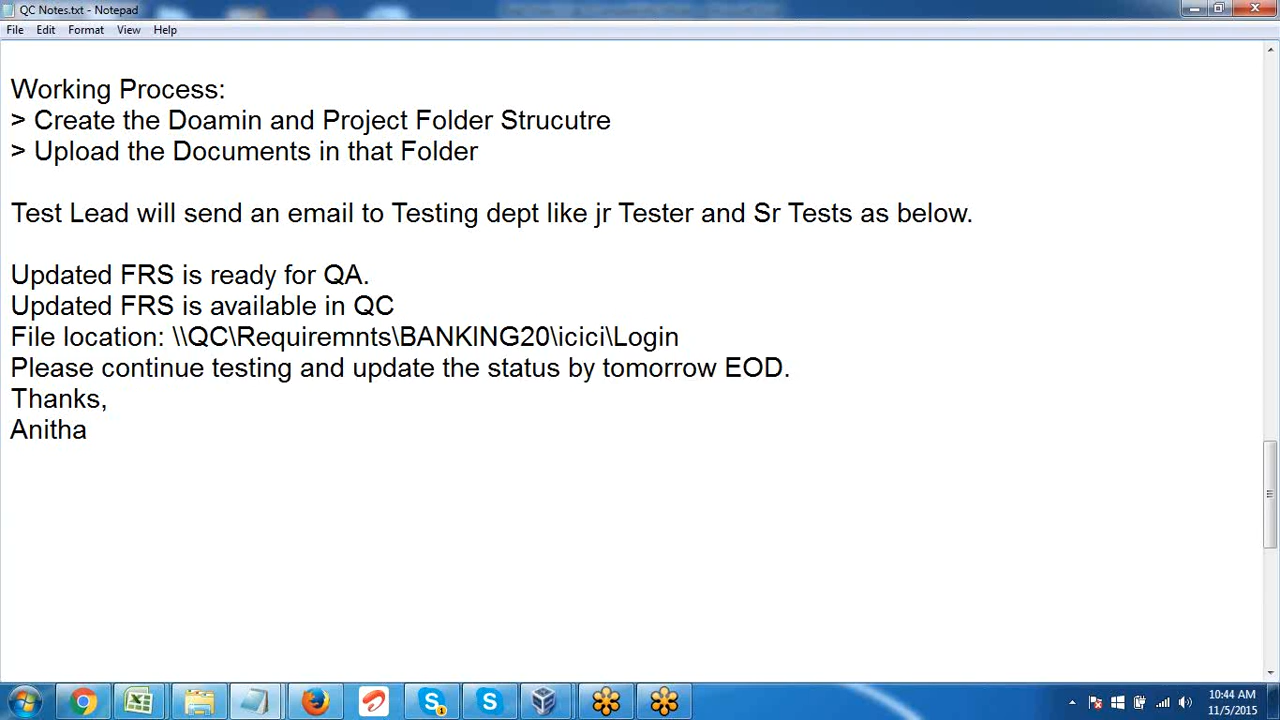 QC Notes.txt - Notepad
File Edit Format View Help
Working Process:
> Create the Doamin and Project Folder Strucutre
> Upload the Documents in that Folder
Test Lead will send an email to Testing dept like jr Tester and Sr Tests as below.
Updated FRS is ready for QA.
Updated FRS is available in QC
File location: \\QC\Requiremnts\BANKING20\icici\Login
Please continue testing and update the status by tomorrow EOD.
Thanks,
Anitha
10:44 AM
11/5/2015